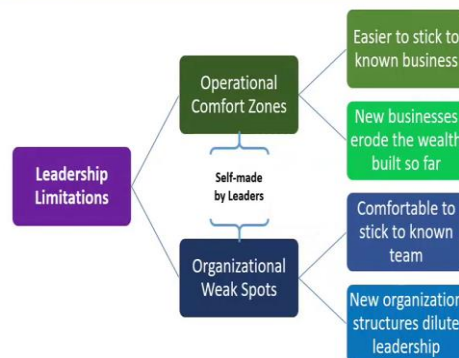 Leadership
Limitations
Operational
Comfort Zones
Self-made
by Leaders
Organizational
Weak Spots
Easier to stick to
known business
New businesses
erode the wealth
built so far
Comfortable to
stick to known
team
New organization
structures dilute
leadership